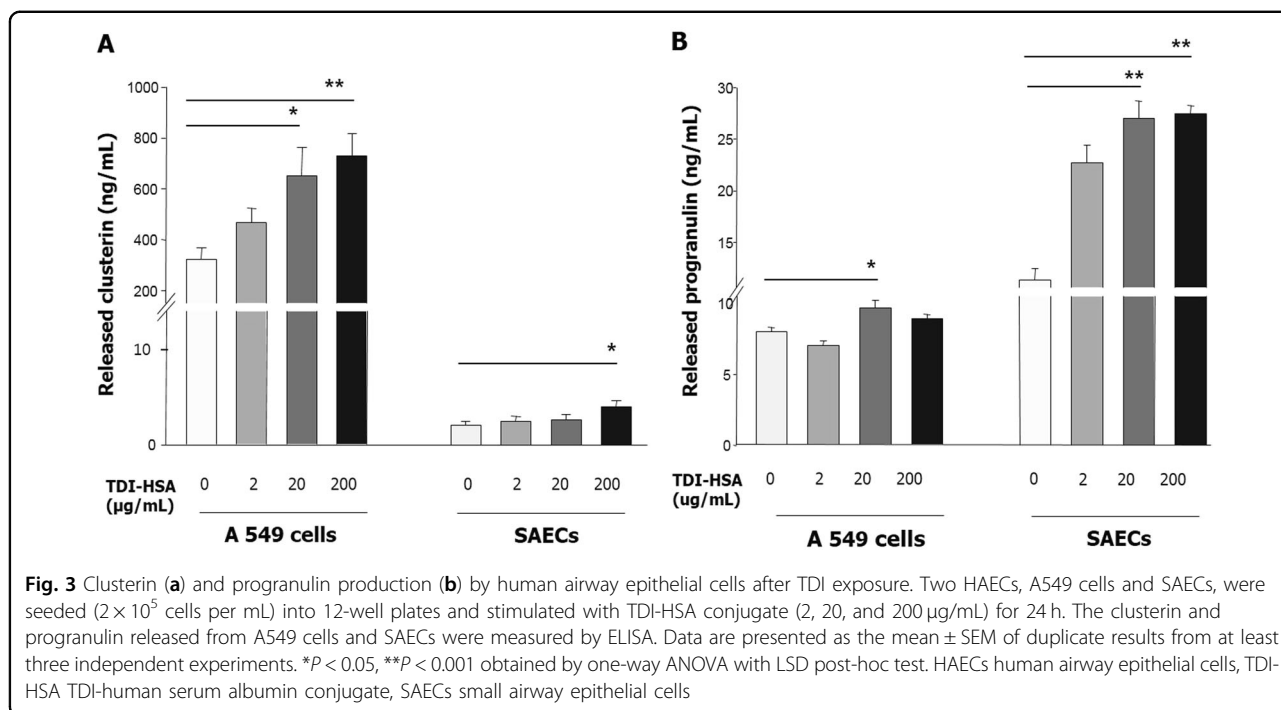 A
B
Released clusterin (ng/mL)
1000
800
600
400
200
10
0
*
**
*
TDI-HSA
(µg/mL)
0 2 20 200 0 2 20 200
A 549 cells SAECs
Released progranulin (ng/mL)
30
25
20
15
10
5
0
*
**
**
TDI-HSA
(ug/mL)
0 2 20 200 0 2 20 200
A 549 cells SAECs
Fig. 3 Clusterin (a) and progranulin production (b) by human airway epithelial cells after TDI exposure. Two HAECs, A549 cells and SAECs, were
seeded (2 × 10⁵ cells per mL) into 12-well plates and stimulated with TDI-HSA conjugate (2, 20, and 200 µg/mL) for 24 h. The clusterin and
progranulin released from A549 cells and SAECs were measured by ELISA. Data are presented as the mean ± SEM of duplicate results from at least
three independent experiments. *P < 0.05, **P < 0.001 obtained by one-way ANOVA with LSD post-hoc test. HAECs human airway epithelial cells, TDI-
HSA TDI-human serum albumin conjugate, SAECs small airway epithelial cells